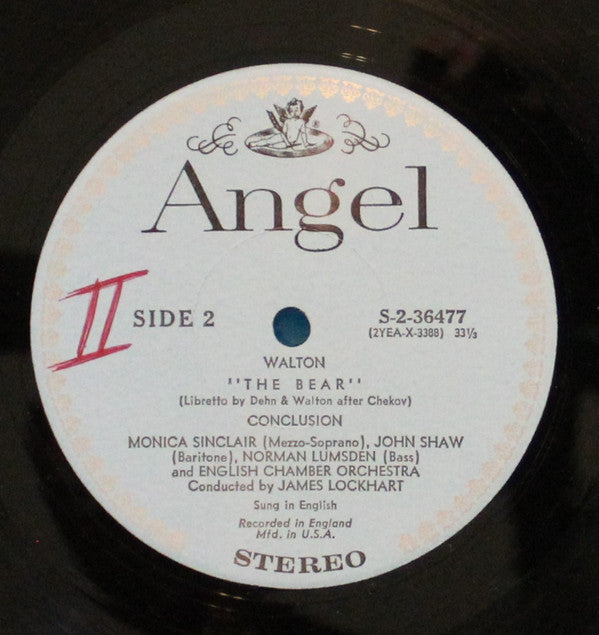 Angel
II
SIDE 2
S-2-36477
(2YEA-X-3388) 33⅓
WALTON
"THE BEAR"
(Libretto by Dehn & Walton after Chekov)
CONCLUSION
MONICA SINCLAIR (Mezzo-Soprano), JOHN SHAW
(Baritone), NORMAN LUMSDEN (Bass)
and ENGLISH CHAMBER ORCHESTRA
Conducted by JAMES LOCKHART
Sung in English
Recorded in England
Mfd. in U.S.A.
STEREO